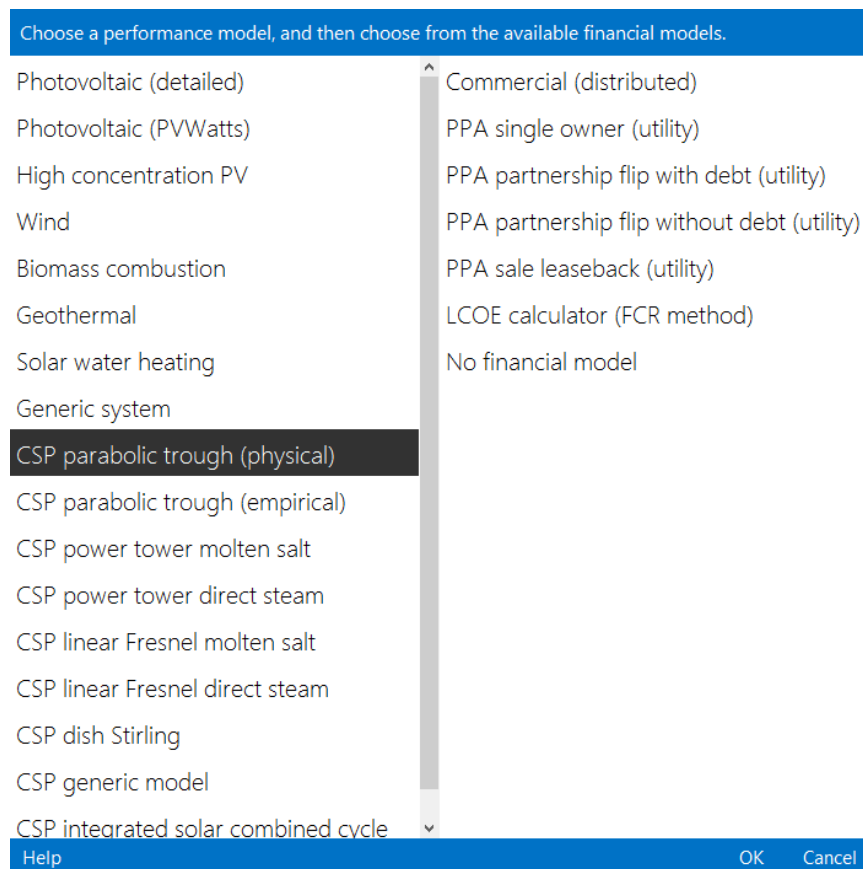 Choose a performance model, and then choose from the available financial models.
Photovoltaic (detailed)
Photovoltaic (PVWatts)
High concentration PV
Wind
Biomass combustion
Geothermal
Solar water heating
Generic system
CSP parabolic trough (physical)
CSP parabolic trough (empirical)
CSP power tower molten salt
CSP power tower direct steam
CSP linear Fresnel molten salt
CSP linear Fresnel direct steam
CSP dish Stirling
CSP generic model
CSP integrated solar combined cycle
Commercial (distributed)
PPA single owner (utility)
PPA partnership flip with debt (utility)
PPA partnership flip without debt (utility)
PPA sale leaseback (utility)
LCOE calculator (FCR method)
No financial model
Help
OK
Cancel